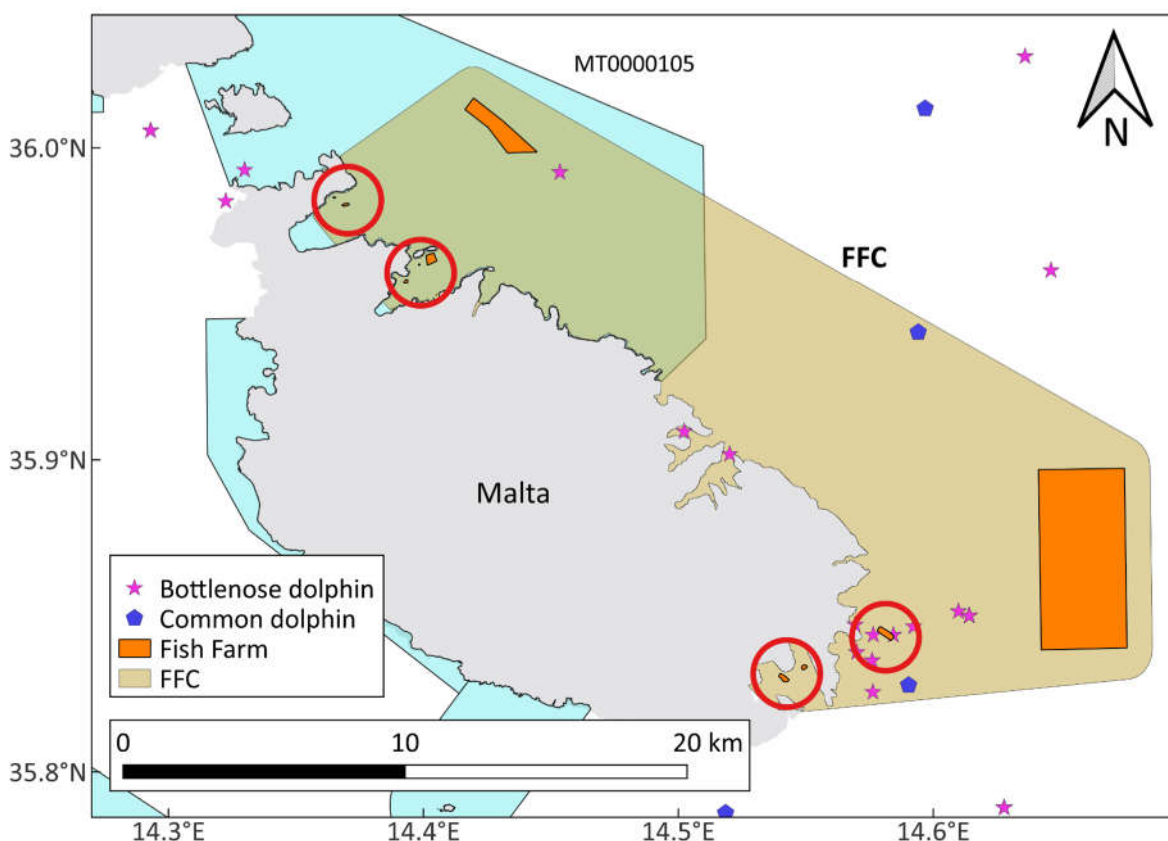 MT0000105
N
36.0°N
FFC
35.9°N
Malta
Bottlenose dolphin
Common dolphin
Fish Farm
FFC
0 10 20 km
35.8°N
14.3°E 14.4°E 14.5°E 14.6°E